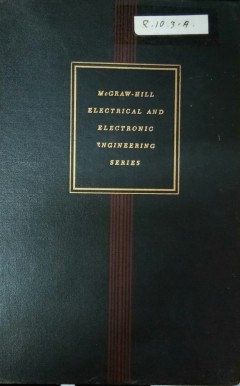 R.10.3-A.
McGRAW-HILL
ELECTRICAL AND
ELECTRONIC
ENGINEERING
SERIES